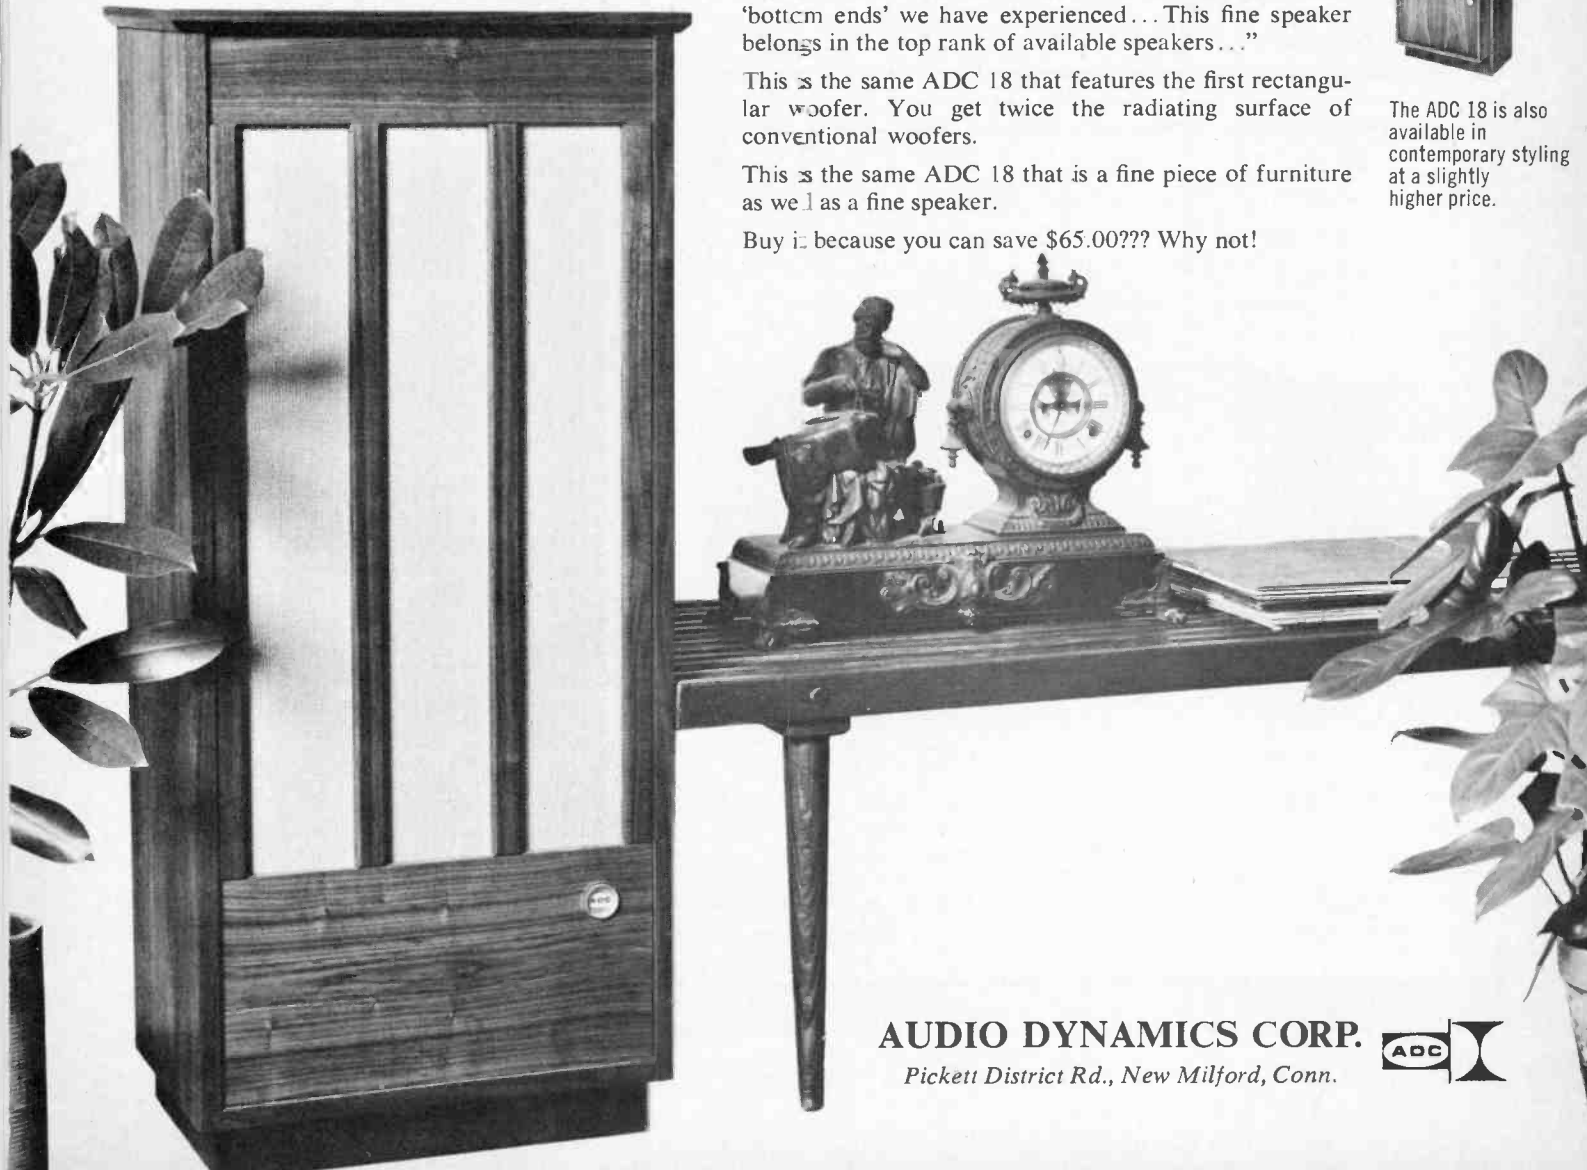 ‘bottom ends’ we have experienced...This fine speaker
belongs in the top rank of available speakers...”
This is the same ADC 18 that features the first rectangu-
lar woofer. You get twice the radiating surface of
conventional woofers.
This is the same ADC 18 that is a fine piece of furniture
as well as a fine speaker.
Buy it because you can save $65.00??? Why not!
The ADC 18 is also
available in
contemporary styling
at a slightly
higher price.
ADC
AUDIO DYNAMICS CORP.
Pickett District Rd., New Milford, Conn.
ADC